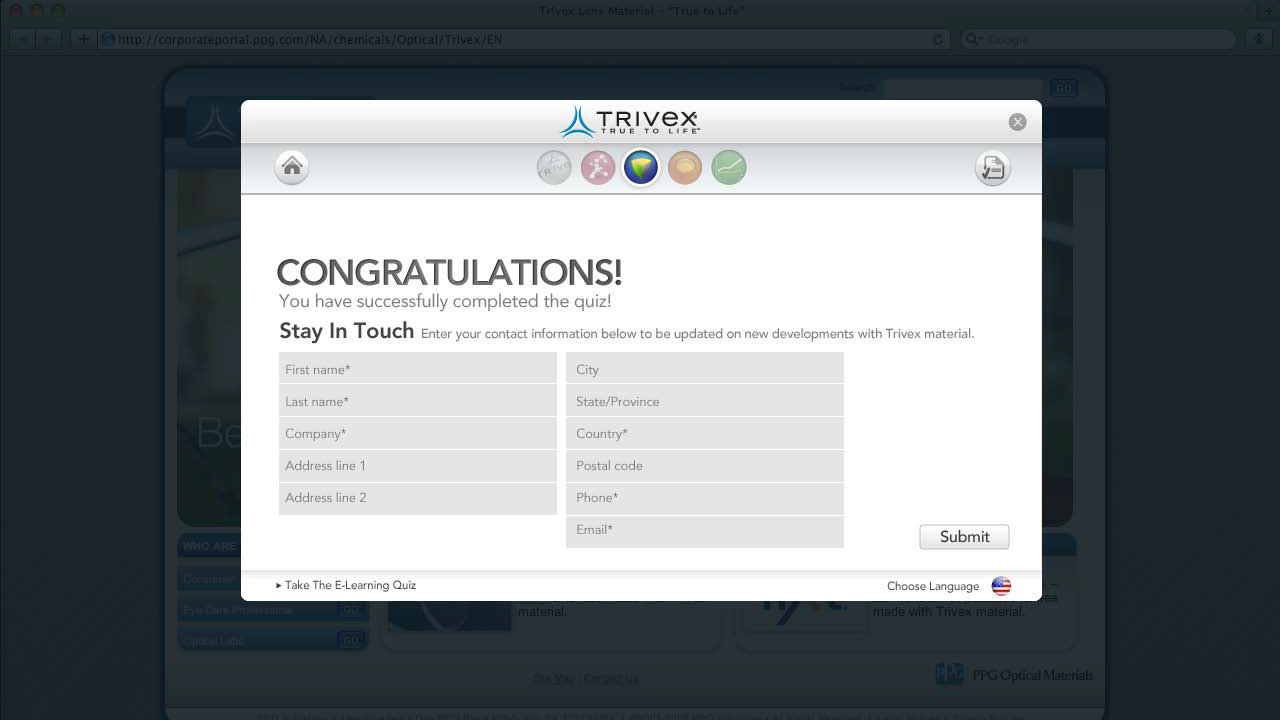 Trivex Lens Material – "True to Life"
http://corporateportal.ppg.com/NA/chemicals/Optical/Trivex/EN
Google
Search
GO
TRIVEX
TRUE TO LIFE™
TRIVE
CONGRATULATIONS!
You have successfully completed the quiz!
Stay In Touch Enter your contact information below to be updated on new developments with Trivex material.
First name*
City
Last name*
State/Province
Company*
Country*
Address line 1
Postal code
Address line 2
Phone*
Email*
Submit
Be
WHO ARE
Take The E-Learning Quiz
Choose Language
Consumer
Eye Care Professional GO
material.
made with Trivex material.
Optical Labs GO
Site Map | Contact Us
PPG Optical Materials